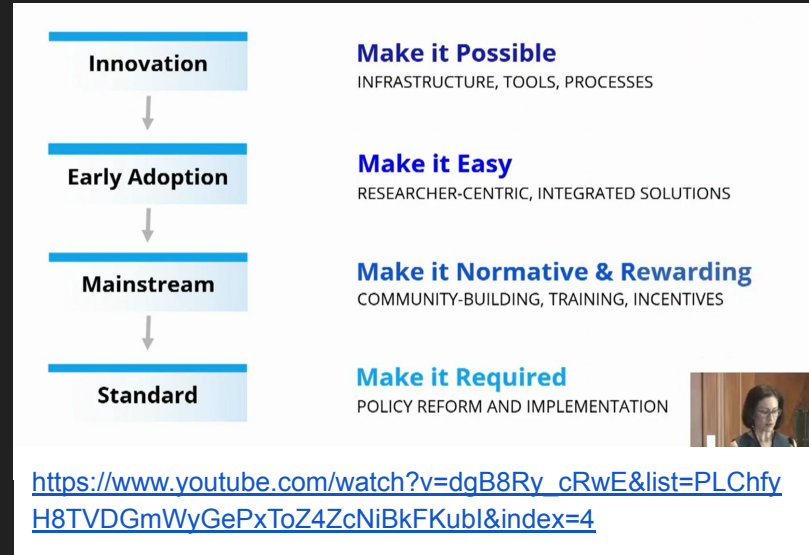 Innovation
Make it Possible
INFRASTRUCTURE, TOOLS, PROCESSES
Early Adoption
Make it Easy
RESEARCHER-CENTRIC, INTEGRATED SOLUTIONS
Mainstream
Make it Normative & Rewarding
COMMUNITY-BUILDING, TRAINING, INCENTIVES
Standard
Make it Required
POLICY REFORM AND IMPLEMENTATION
https://www.youtube.com/watch?v=dgB8Ry_cRwE&list=PLChfy
H8TVDGmWyGePxToZ4ZcNiBkFKubI&index=4